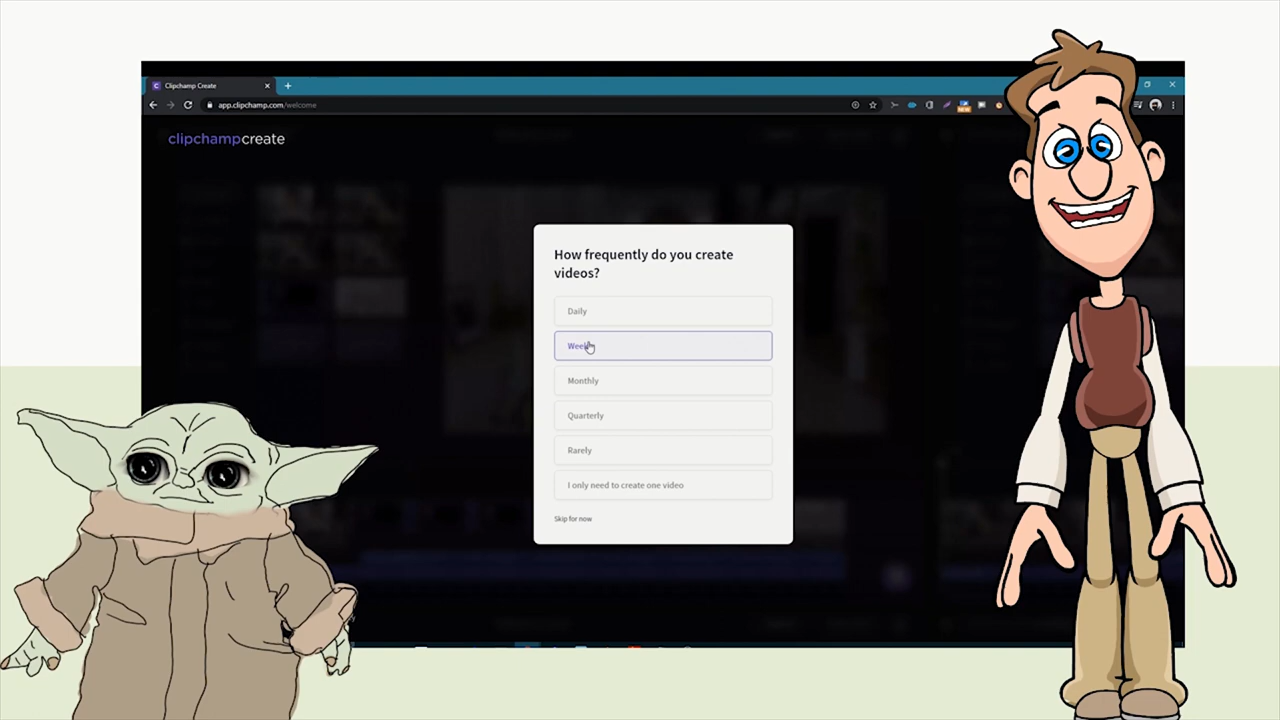 Clipchamp Create
app.clipchamp.com/welcome
NEW
clipchampcreate
How frequently do you create
videos?
Daily
Monthly
Quarterly
Rarely
I only need to create one video
Skip for now